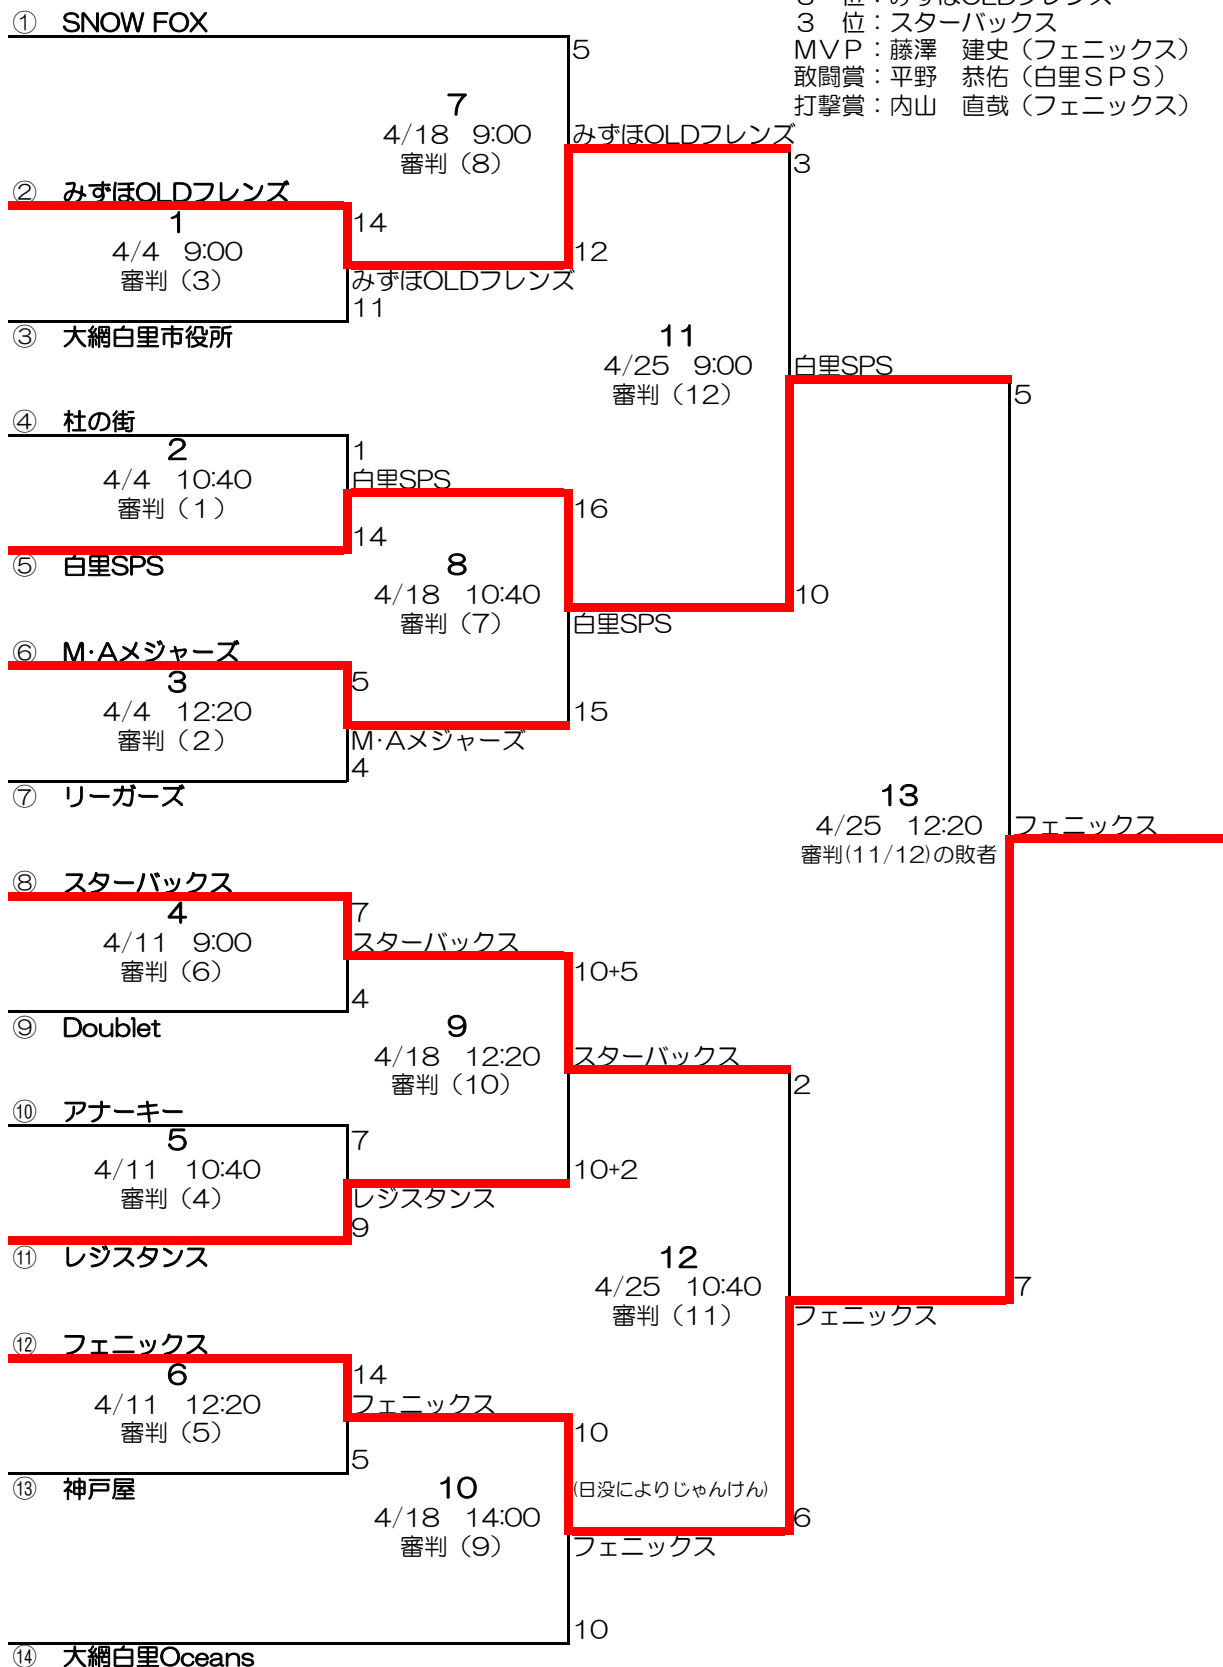 ３　位：みずほOLDフレンズ
① SNOW FOX
３　位：スターバックス
5
ＭＶＰ：藤澤　建史（フェニックス）
敢闘賞：平野　恭佑（白里ＳＰＳ）
打撃賞：内山　直哉（フェニックス）
7
4/18 9:00
審判（8）
みずほOLDフレンズ
3
② みずほOLDフレンズ
1
4/4 9:00
審判（3）
14
12
みずほOLDフレンズ
11
③ 大網白里市役所
11
4/25 9:00
審判（12）
白里SPS
5
④ 杜の街
2
4/4 10:40
審判（1）
1
白里SPS
16
14
⑤ 白里SPS
8
4/18 10:40
審判（7）
10
白里SPS
⑥ M･Aメジャーズ
3
4/4 12:20
審判（2）
5
15
M･Aメジャーズ
4
⑦ リーガーズ
13
4/25 12:20
審判(11/12)の敗者
フェニックス
⑧ スターバックス
4
4/11 9:00
審判（6）
7
スターバックス
10+5
4
⑨ Doublet
9
4/18 12:20
審判（10）
スターバックス
2
⑩ アナーキー
5
4/11 10:40
審判（4）
7
10+2
レジスタンス
9
⑪ レジスタンス
12
4/25 10:40
審判（11）
7
フェニックス
⑫ フェニックス
6
4/11 12:20
審判（5）
14
フェニックス
10
5
⑬ 神戸屋
10
4/18 14:00
審判（9）
(日没によりじゃんけん)
6
フェニックス
10
⑭ 大網白里Oceans